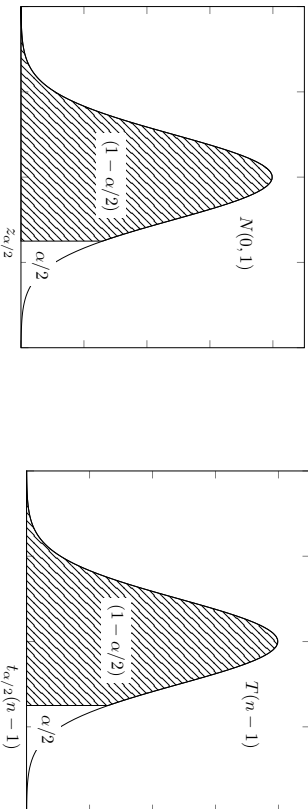 N(0, 1)
(1 − α/2)
α/2
z_{α/2}
T(n − 1)
(1 − α/2)
α/2
t_{α/2}(n − 1)